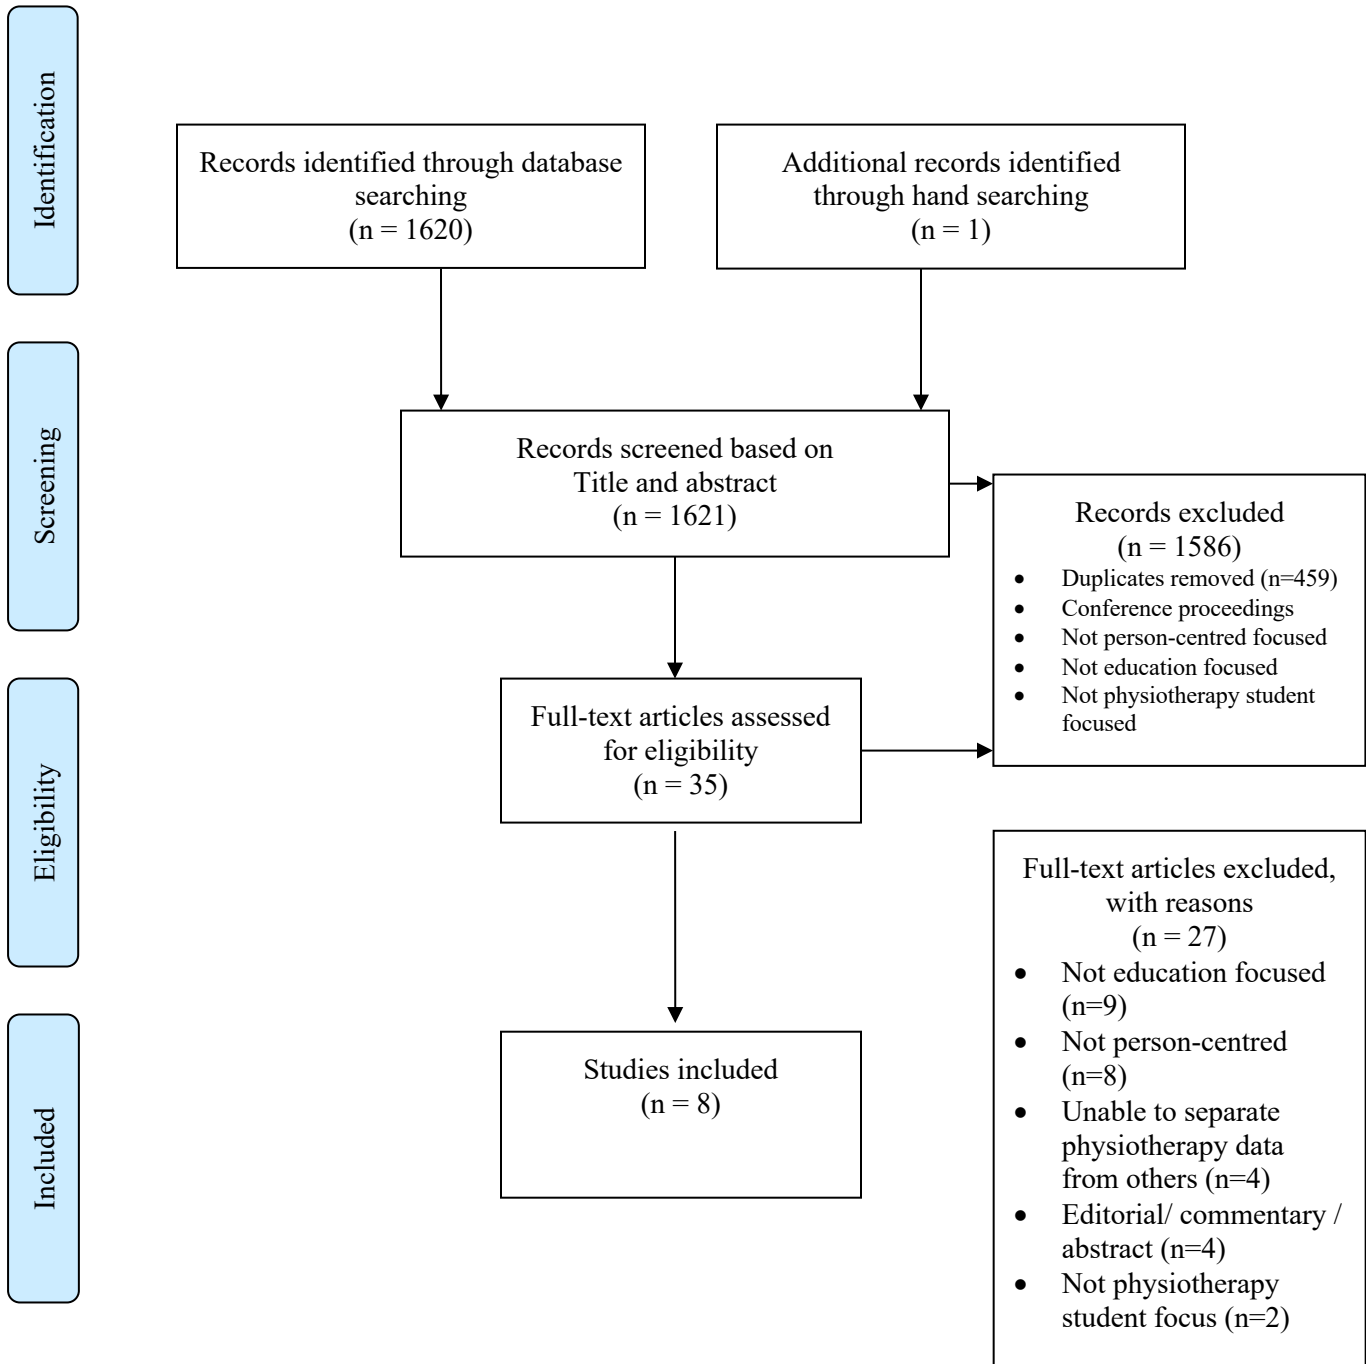 Identification
Records identified through database
searching
(n = 1620)
Additional records identified
through hand searching
(n = 1)
Screening
Records screened based on
Title and abstract
(n = 1621)
Records excluded
(n = 1586)
• Duplicates removed (n=459)
• Conference proceedings
• Not person-centred focused
• Not education focused
• Not physiotherapy student
focused
Eligibility
Full-text articles assessed
for eligibility
(n = 35)
Full-text articles excluded,
with reasons
(n = 27)
• Not education focused
(n=9)
• Not person-centred
(n=8)
• Unable to separate
physiotherapy data
from others (n=4)
• Editorial/ commentary /
abstract (n=4)
• Not physiotherapy
student focus (n=2)
Included
Studies included
(n = 8)